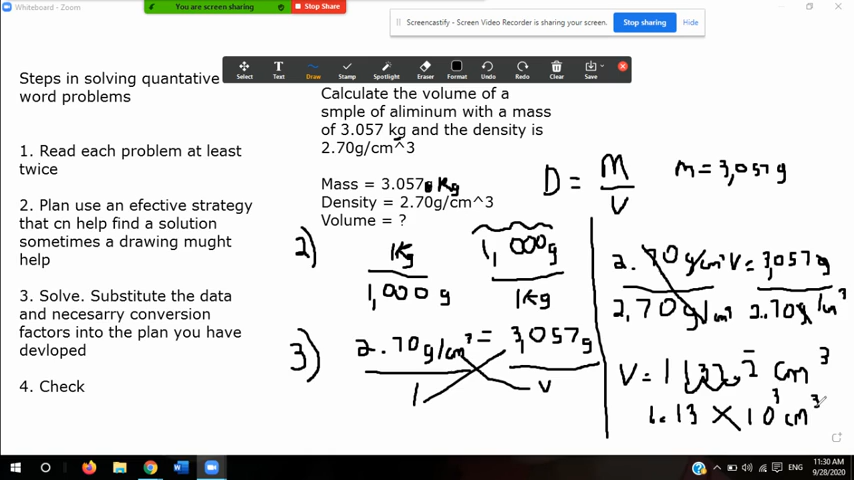 Whiteboard - Zoom
You are screen sharing
Stop Share
Screencastify - Screen Video Recorder is sharing your screen.
Stop sharing
Hide
Select
Text
Draw
Stamp
Spotlight
Eraser
Format
Undo
Redo
Clear
Save
Steps in solving quantative
word problems
1. Read each problem at least
twice
2. Plan use an efective strategy
that cn help find a solution
sometimes a drawing mught
help
3. Solve. Substitute the data
and necesarry conversion
factors into the plan you have
devloped
4. Check
Calculate the volume of a
smple of aliminum with a mass
of 3.057 kg and the density is
2.70g/cm^3
Mass = 3.057 Kg
Density = 2.70g/cm^3
Volume = ?
D = M
V
M = 3,057 g
2)
1Kg
1,000 g
1,000g
1Kg
3)
2.70g/cm³ = 3,057g
1 V
2.70 g/cm³ V = 3,057 g
2,70g/cm³ 2.70g/cm³
V = 1132.2 cm³
1.13 × 10³ cm³
11:30 AM
ENG
9/28/2020